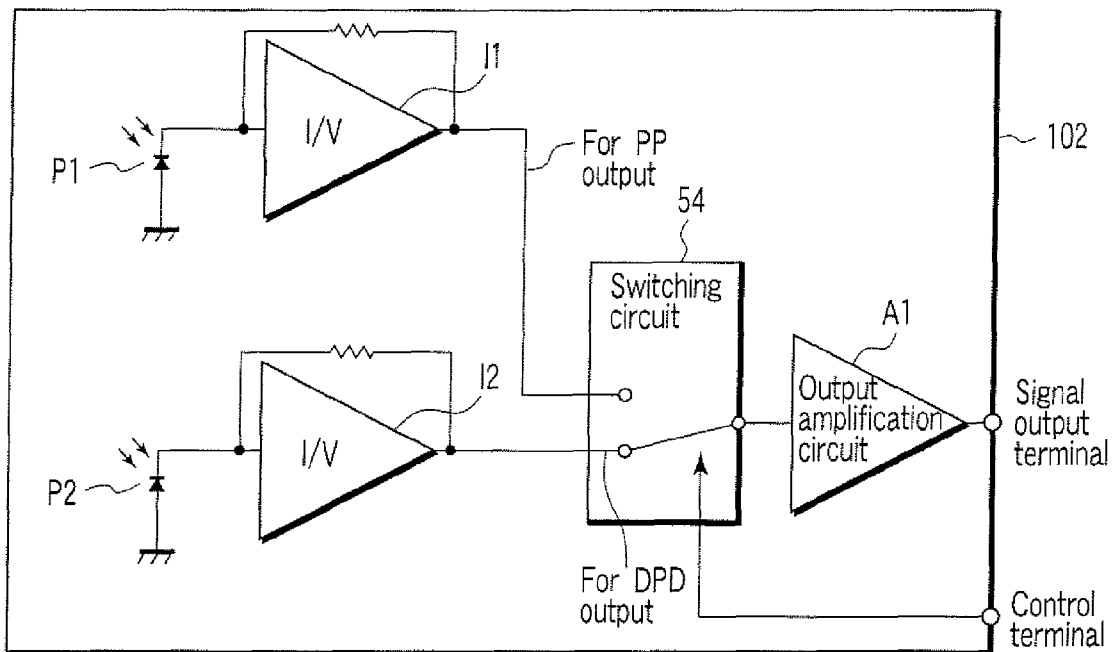 I1
I/V
102
P1
For PP
output
54
Switching
circuit
A1
I2
Output
amplification
circuit
Signal
output
terminal
I/V
P2
For DPD
output
Control
terminal